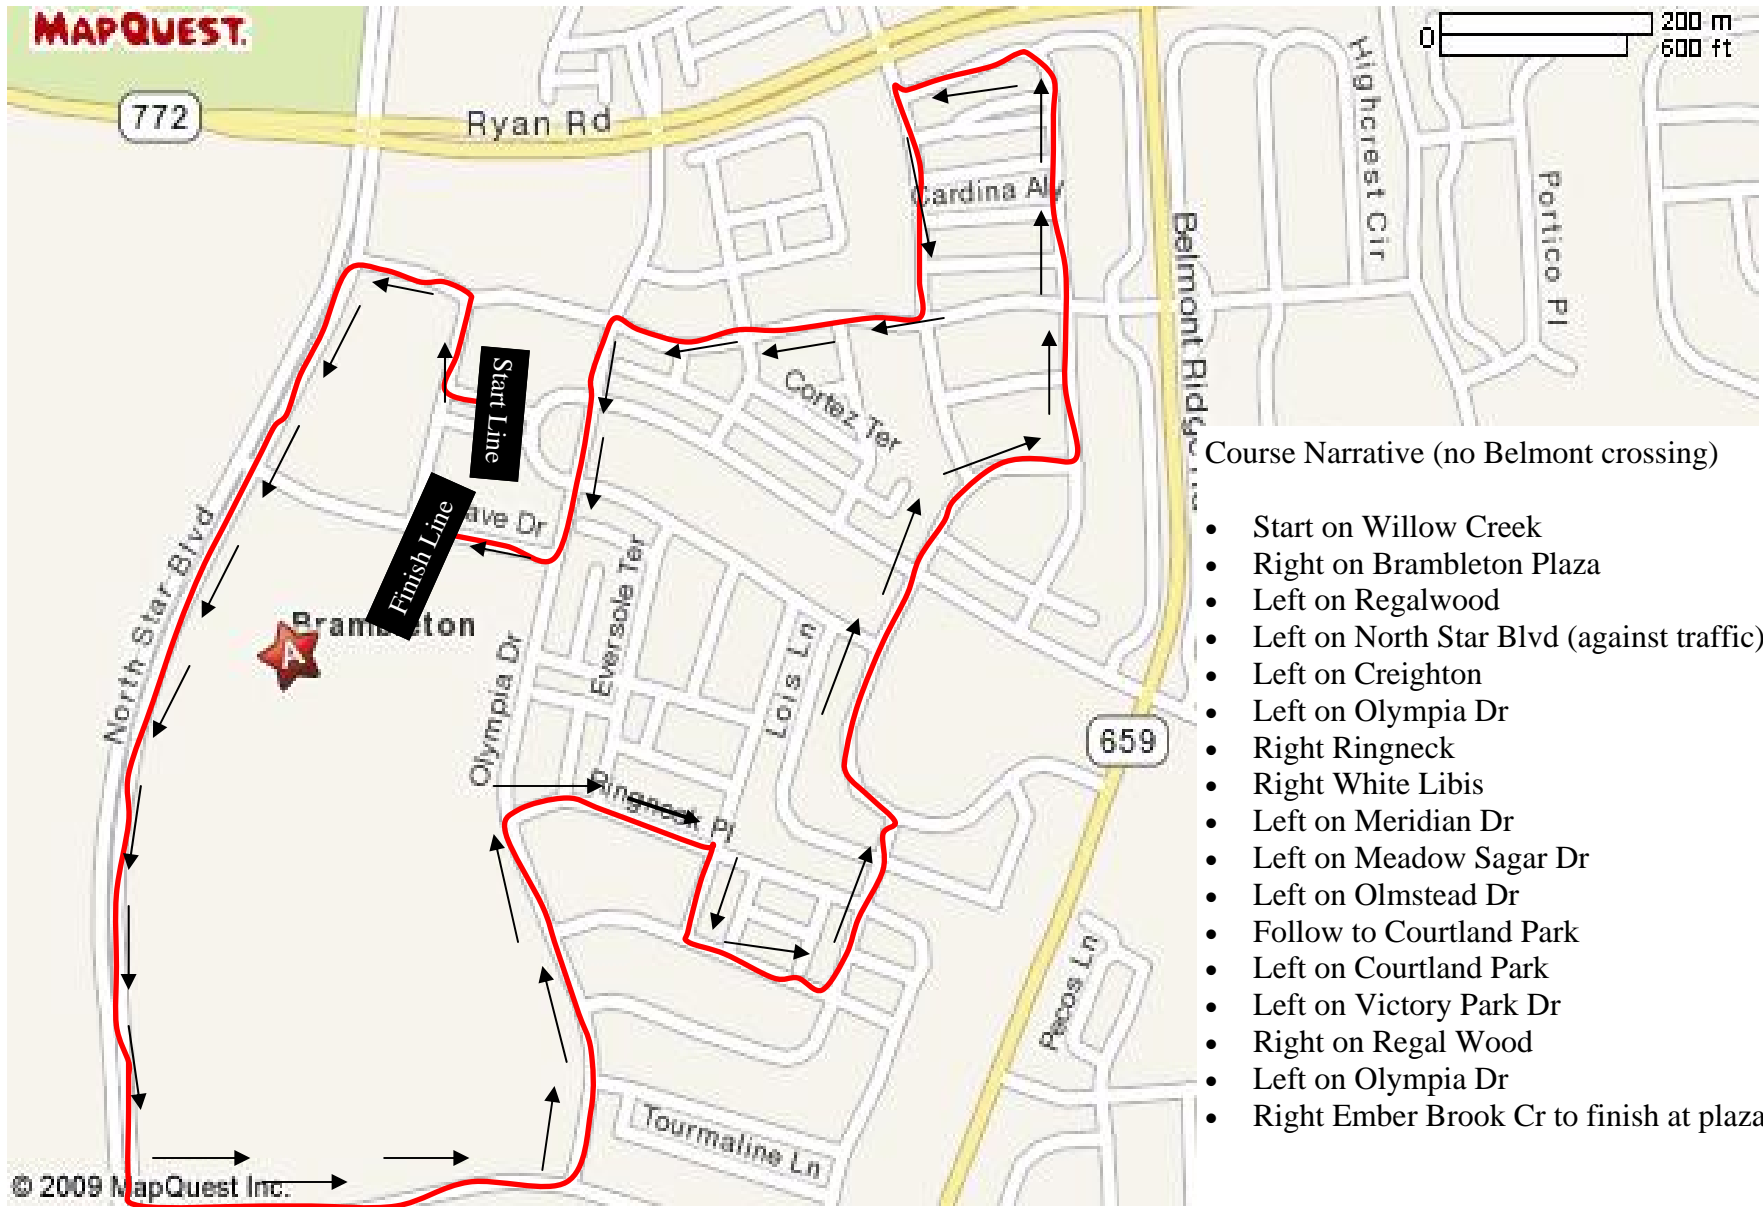 MAPQUEST.
0
200 m
600 ft
772
Ryan Rd
Highcrest Cir
Portico Pl
Cardina Aly
Belmont Ridge
Start Line
Cortez Ter
North Star Blvd
Finish Line
ave Dr
Eversole Ter
Brambleton
A
Olympia Dr
Lois Ln
659
Ringneck Pl
Pecos Ln
Tourmaline Ln
© 2009 MapQuest Inc.
Course Narrative (no Belmont crossing)
• Start on Willow Creek
• Right on Brambleton Plaza
• Left on Regalwood
• Left on North Star Blvd (against traffic)
• Left on Creighton
• Left on Olympia Dr
• Right Ringneck
• Right White Libis
• Left on Meridian Dr
• Left on Meadow Sagar Dr
• Left on Olmstead Dr
• Follow to Courtland Park
• Left on Courtland Park
• Left on Victory Park Dr
• Right on Regal Wood
• Left on Olympia Dr
• Right Ember Brook Cr to finish at plaza